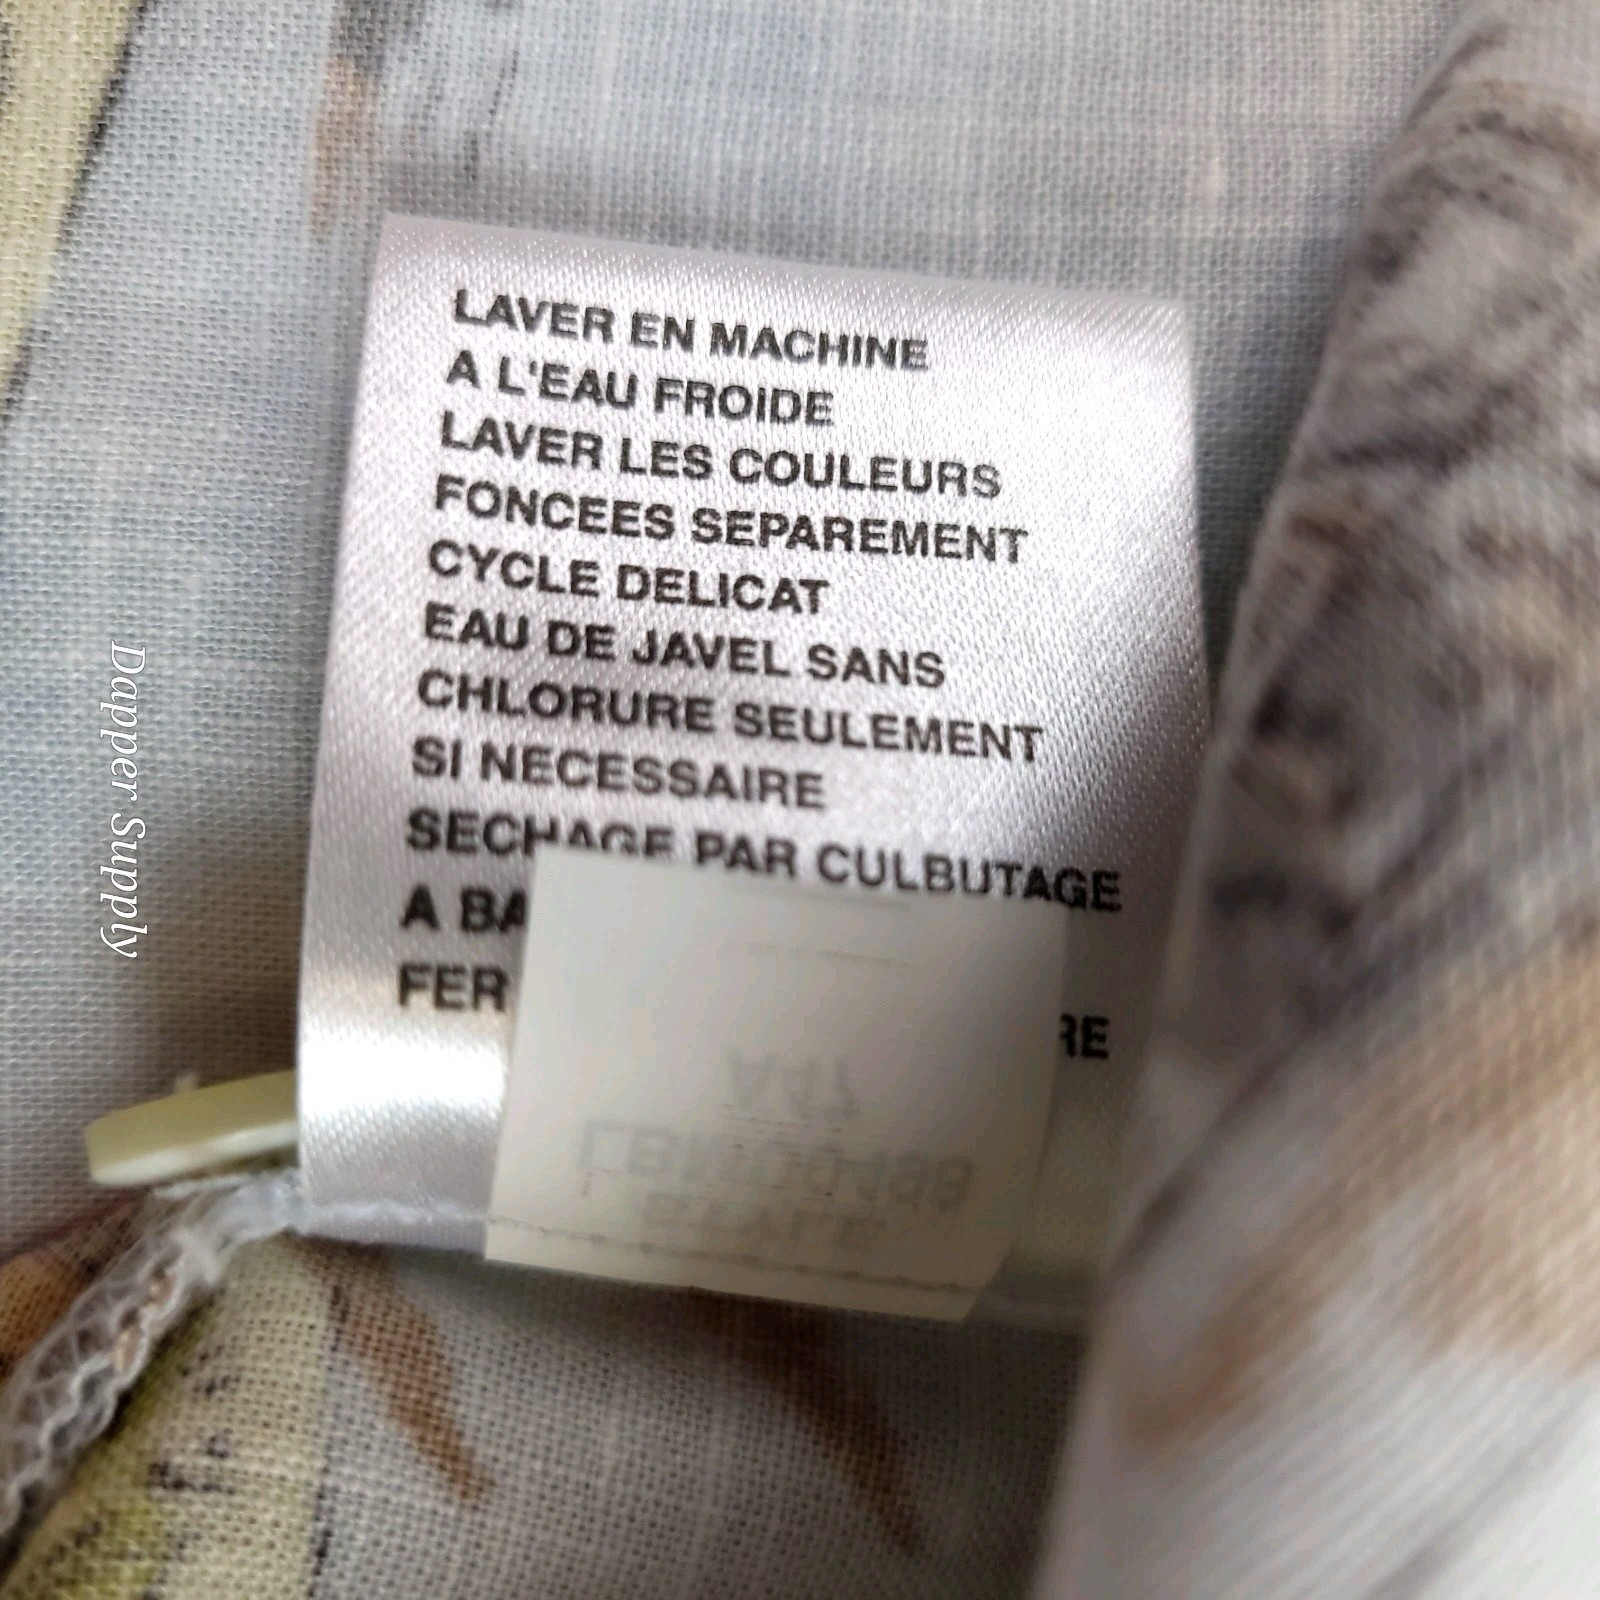 LAVER EN MACHINE
A L'EAU FROIDE
LAVER LES COULEURS
FONCEES SEPAREMENT
CYCLE DELICAT
EAU DE JAVEL SANS
CHLORURE SEULEMENT
SI NECESSAIRE
SECHAGE PAR CULBUTAGE
A
FER
Dapper Supply